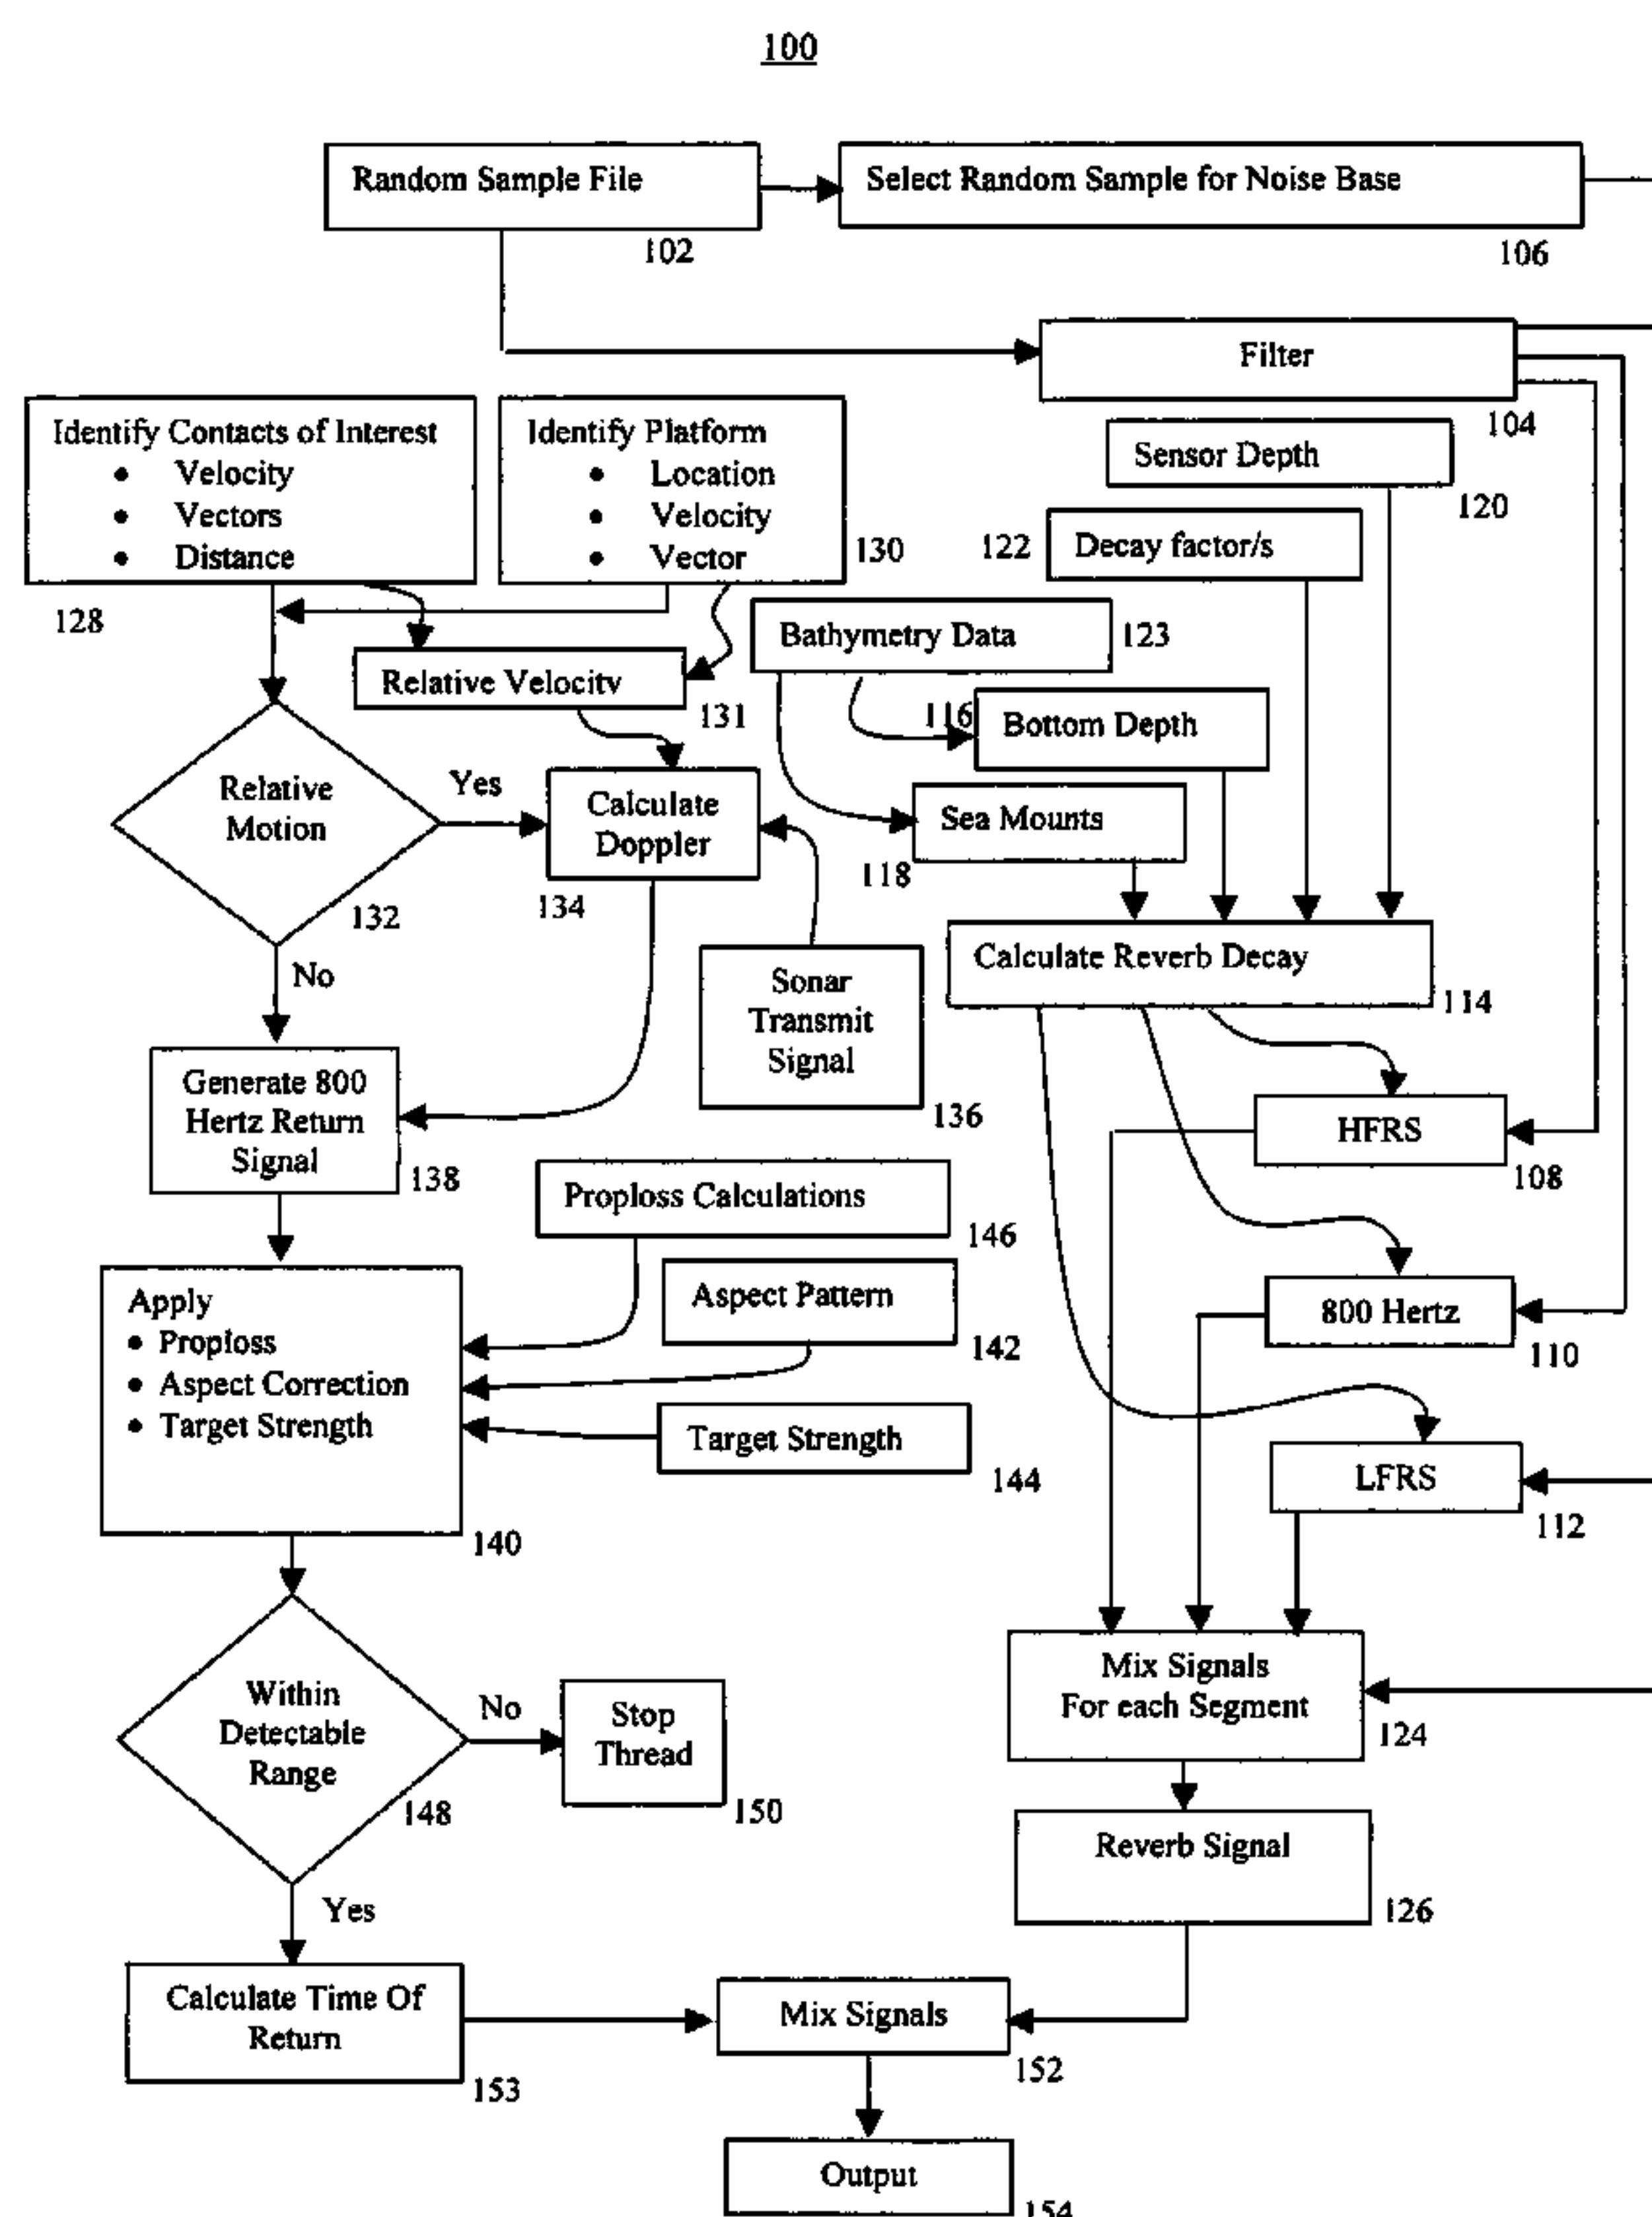 100
Random Sample File
102
Select Random Sample for Noise Base
106
Filter
104
Identify Contacts of Interest
• Velocity
• Vectors
• Distance
128
Identify Platform
• Location
• Velocity
• Vector
130
Sensor Depth
120
122
Decay factor/s
Bathymetry Data
123
Relative Velocity
131
116
Bottom Depth
Relative
Motion
132
Yes
No
Calculate
Doppler
134
Sea Mounts
118
Sonar
Transmit
Signal
136
Calculate Reverb Decay
114
Generate 800
Hertz Return
Signal
138
HFRS
108
Proploss Calculations
146
Aspect Pattern
142
800 Hertz
110
Apply
• Proploss
• Aspect Correction
• Target Strength
140
Target Strength
144
LFRS
112
Within
Detectable
Range
148
No
Yes
Stop
Thread
150
Mix Signals
For each Segment
124
Reverb Signal
126
Calculate Time Of
Return
153
Mix Signals
152
Output
154